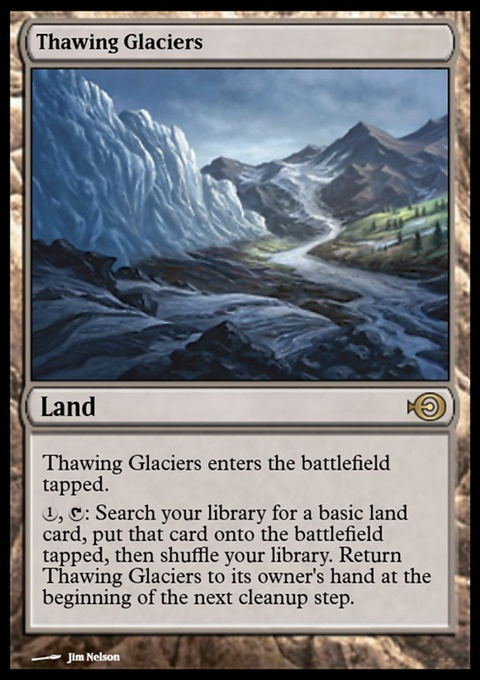 Thawing Glaciers
Land
Thawing Glaciers enters the battlefield
tapped.
1, T: Search your library for a basic land
card, put that card onto the battlefield
tapped, then shuffle your library. Return
Thawing Glaciers to its owner's hand at the
beginning of the next cleanup step.
Jim Nelson